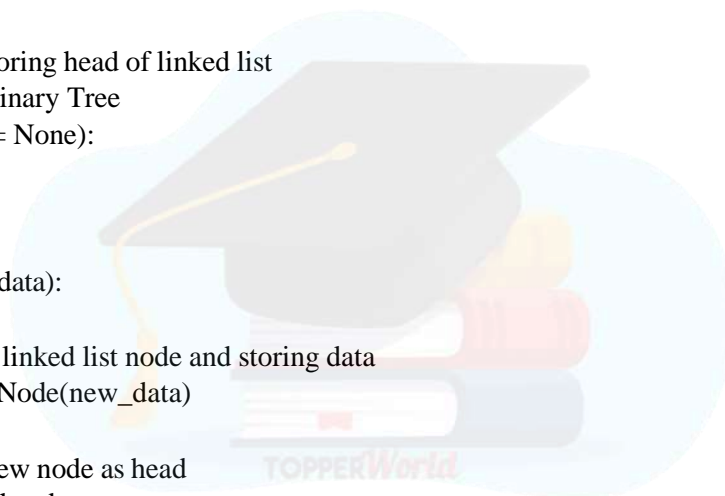 oring head of linked list
inary Tree
= None):
data):
linked list node and storing data
Node(new_data)
ew node as head
TOPPERWorld